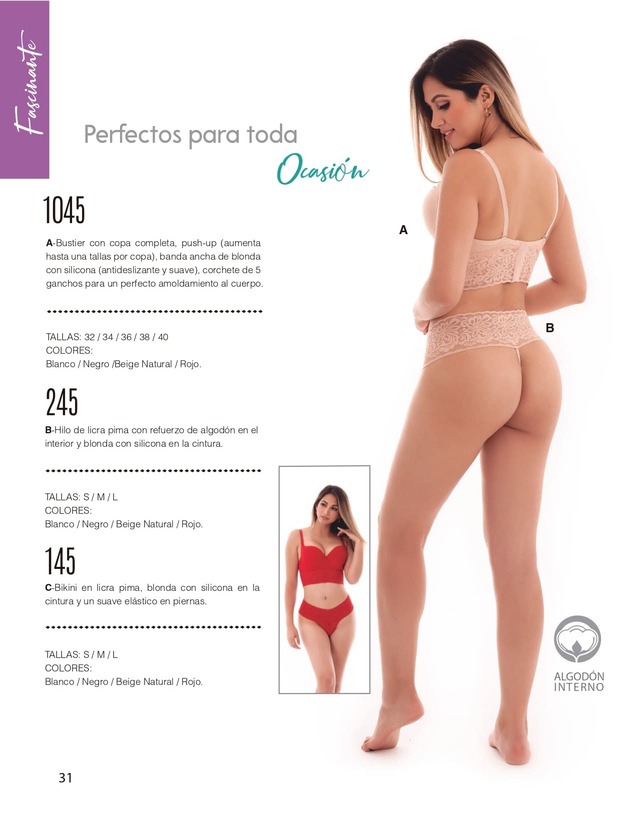 Fascinante
Perfectos para toda
Ocasión
1045
A-Bustier con copa completa, push-up (aumenta
hasta una tallas por copa), banda ancha de blonda
con silicona (antideslizante y suave), corchete de 5
ganchos para un perfecto amoldamiento al cuerpo.
TALLAS: 32 / 34 / 36 / 38 / 40
COLORES:
Blanco / Negro /Beige Natural / Rojo.
245
B-Hilo de licra pima con refuerzo de algodón en el
interior y blonda con silicona en la cintura.
TALLAS: S / M / L
COLORES:
Blanco / Negro / Beige Natural / Rojo.
145
C-Bikini en licra pima, blonda con silicona en la
cintura y un suave elástico en piernas.
TALLAS: S / M / L
COLORES:
Blanco / Negro / Beige Natural / Rojo.
A
B
ALGODÓN
INTERNO
31